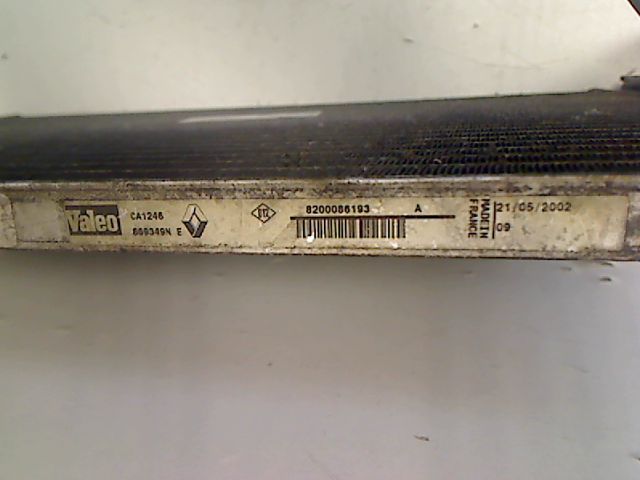 Valeo
CA1246
869349N E
8200086193 A
MADE IN
FRANCE
21/05/2002
09